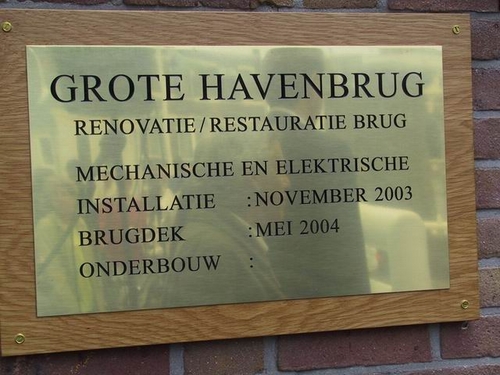 GROTE HAVENBRUG
RENOVATIE/RESTAURATIE BRUG
MECHANISCHE EN ELEKTRISCHE
INSTALLATIE :NOVEMBER 2003
BRUGDEK :MEI 2004
ONDERBOUW :